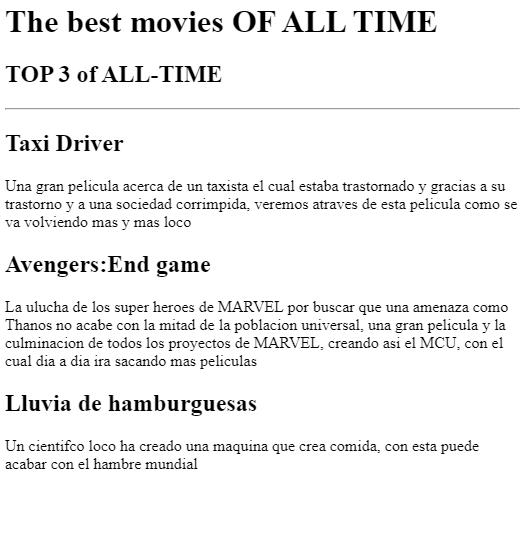 The best movies OF ALL TIME
TOP 3 of ALL-TIME
Taxi Driver
Una gran pelicula acerca de un taxista el cual estaba trastornado y gracias a su
trastorno y a una sociedad corrimpida, veremos atraves de esta pelicula como se
va volviendo mas y mas loco
Avengers:End game
La ulucha de los super heroes de MARVEL por buscar que una amenaza como
Thanos no acabe con la mitad de la poblacion universal, una gran pelicula y la
culminacion de todos los proyectos de MARVEL, creando asi el MCU, con el
cual dia a dia ira sacando mas peliculas
Lluvia de hamburguesas
Un cientifco loco ha creado una maquina que crea comida, con esta puede
acabar con el hambre mundial